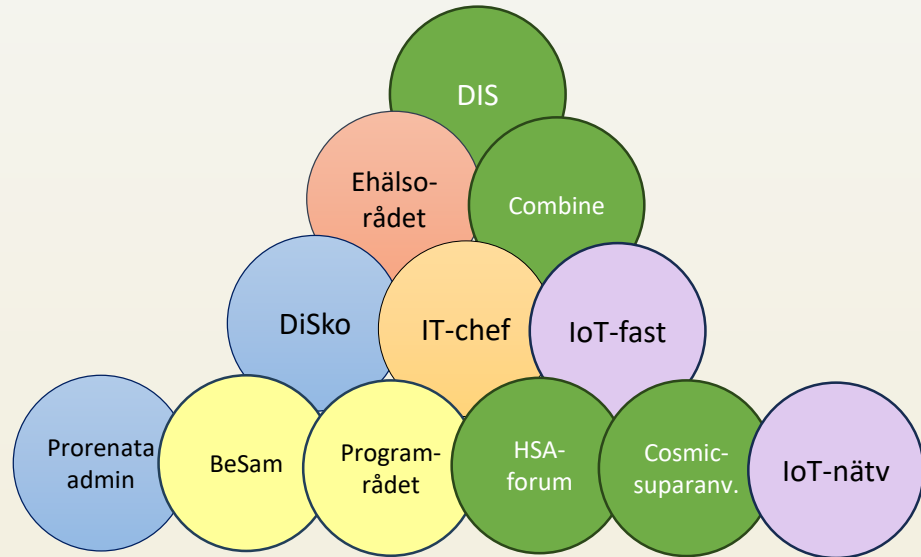 DIS
Ehälso-
rådet
Combine
DiSko
IT-chef
IoT-fast
Prorenata
admin
BeSam
Program-
rådet
HSA-
forum
Cosmic-
suparanv.
IoT-nätv